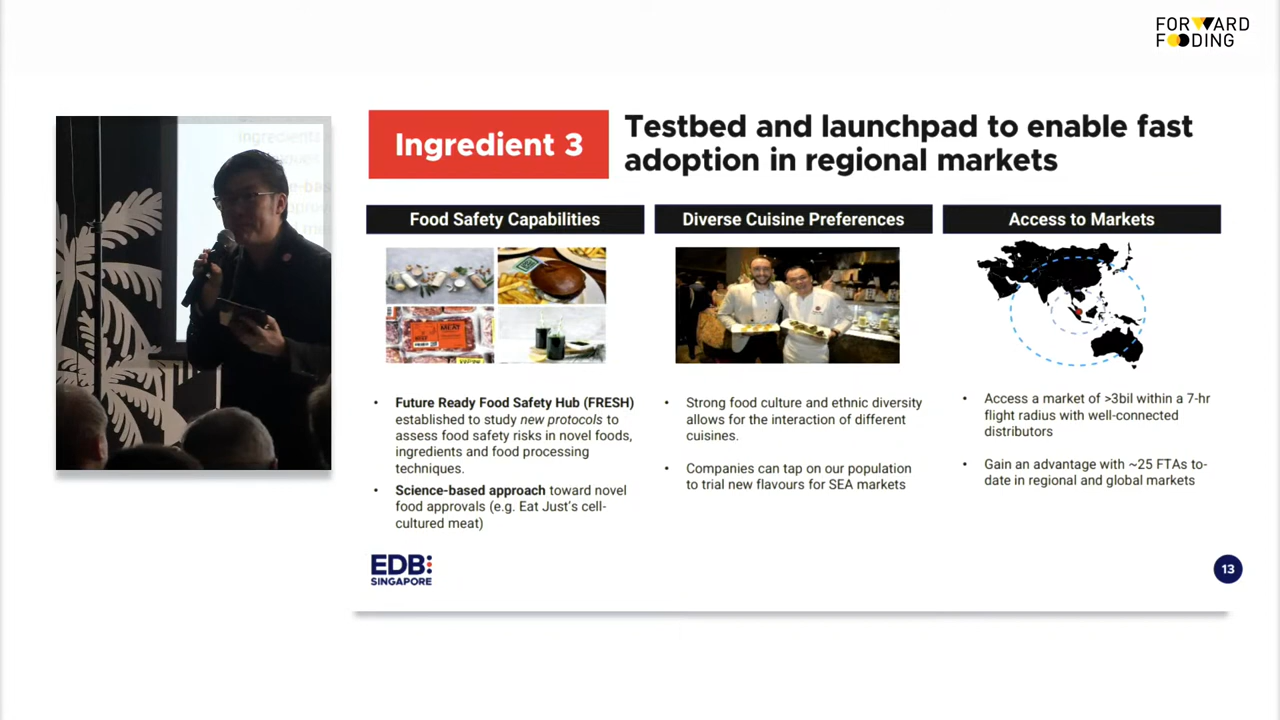 FORWARD
FOODING
Ingredient 3
Testbed and launchpad to enable fast
adoption in regional markets
Food Safety Capabilities
• Future Ready Food Safety Hub (FRESH)
established to study new protocols to
assess food safety risks in novel foods,
ingredients and food processing
techniques.
• Science-based approach toward novel
food approvals (e.g. Eat Just's cell-
cultured meat)
Diverse Cuisine Preferences
• Strong food culture and ethnic diversity
allows for the interaction of different
cuisines.
• Companies can tap on our population
to trial new flavours for SEA markets
Access to Markets
• Access a market of >3bil within a 7-hr
flight radius with well-connected
distributors
• Gain an advantage with ~25 FTAs to-
date in regional and global markets
EDB
SINGAPORE
13
ingredients
MEAT